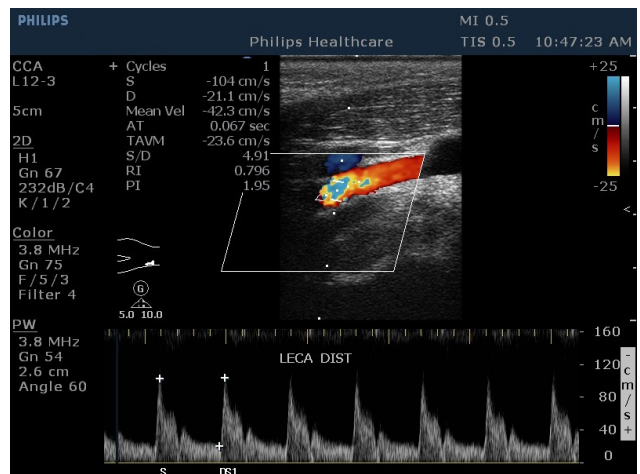 PHILIPS
MI 0.5
Philips Healthcare
TIS 0.5 10:47:23 AM
CCA
L12-3
5cm
2D
H1
Gn 67
232dB/C4
K/1/2
Color
3.8 MHz
Gn 75
F/5/3
Filter 4
PW
3.8 MHz
Gn 54
2.6 cm
Angle 60
+ Cycles 1
S -104 cm/s
D -21.1 cm/s
Mean Vel -42.3 cm/s
AT 0.067 sec
TAVM -23.6 cm/s
S/D 4.91
RI 0.796
PI 1.95
+25
cm/s
-25
G
5.0 10.0
LECA DIST
- 160
- 120
- 80
- 40
0
- cm/s +
S
DS1